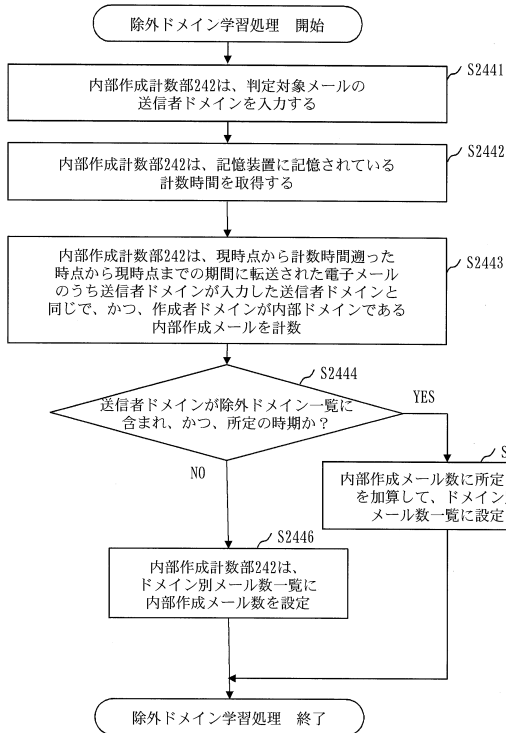 除外ドメイン学習処理 開始
S2441
内部作成計数部242は、判定対象メールの
送信者ドメインを入力する
S2442
内部作成計数部242は、記憶装置に記憶されている
計数時間を取得する
S2443
内部作成計数部242は、現時点から計数時間遡った
時点から現時点までの期間に転送された電子メール
のうち送信者ドメインが入力した送信者ドメインと
同じで、かつ、作成者ドメインが内部ドメインである
内部作成メールを計数
S2444
送信者ドメインが除外ドメイン一覧に
含まれ、かつ、所定の時期か？
YES
NO
S
内部作成メール数に所定
を加算して、ドメイン
メール数一覧に設定
S2446
内部作成計数部242は、
ドメイン別メール数一覧に
内部作成メール数を設定
除外ドメイン学習処理 終了